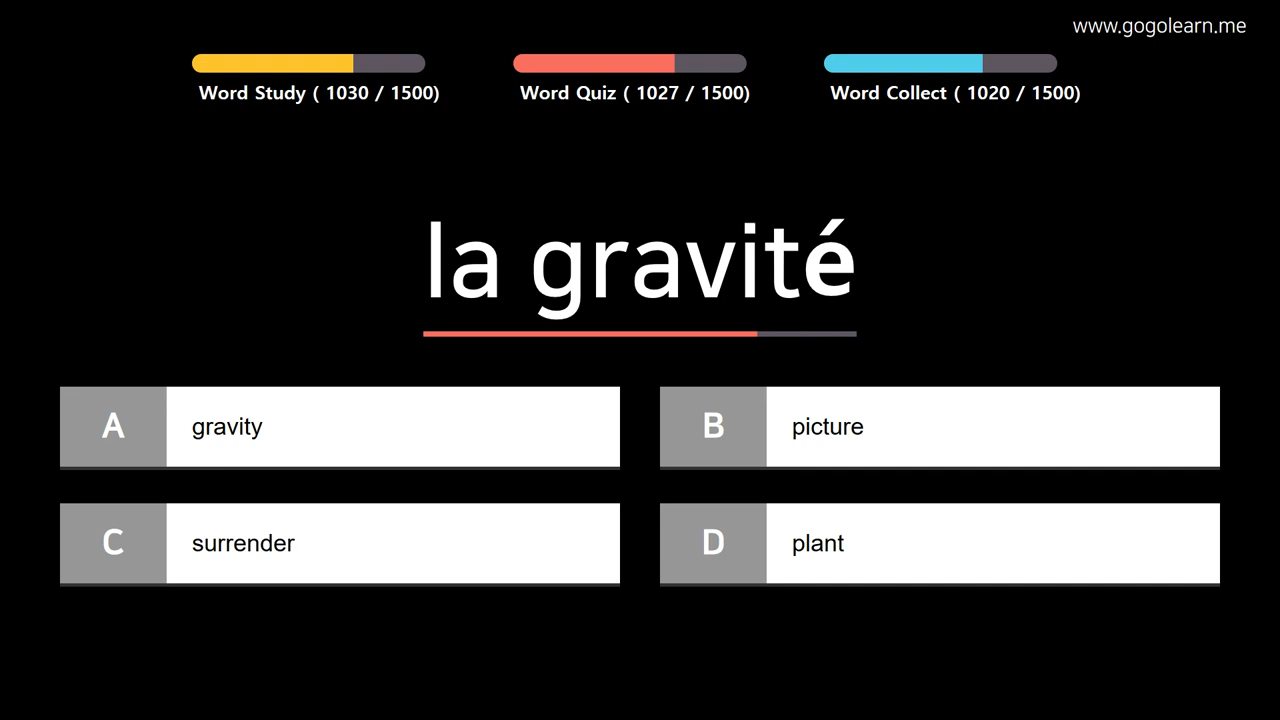 www.gogolearn.me
Word Study ( 1030 / 1500)
Word Quiz ( 1027 / 1500)
Word Collect ( 1020 / 1500)
la gravité
A gravity
B picture
C surrender
D plant